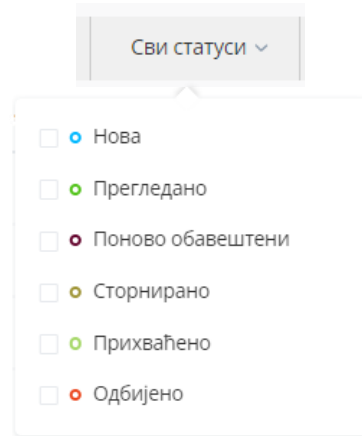 Сви статуси
Нова
Прегледано
Поново обавештени
Сторнирано
Прихваћено
Одбијено